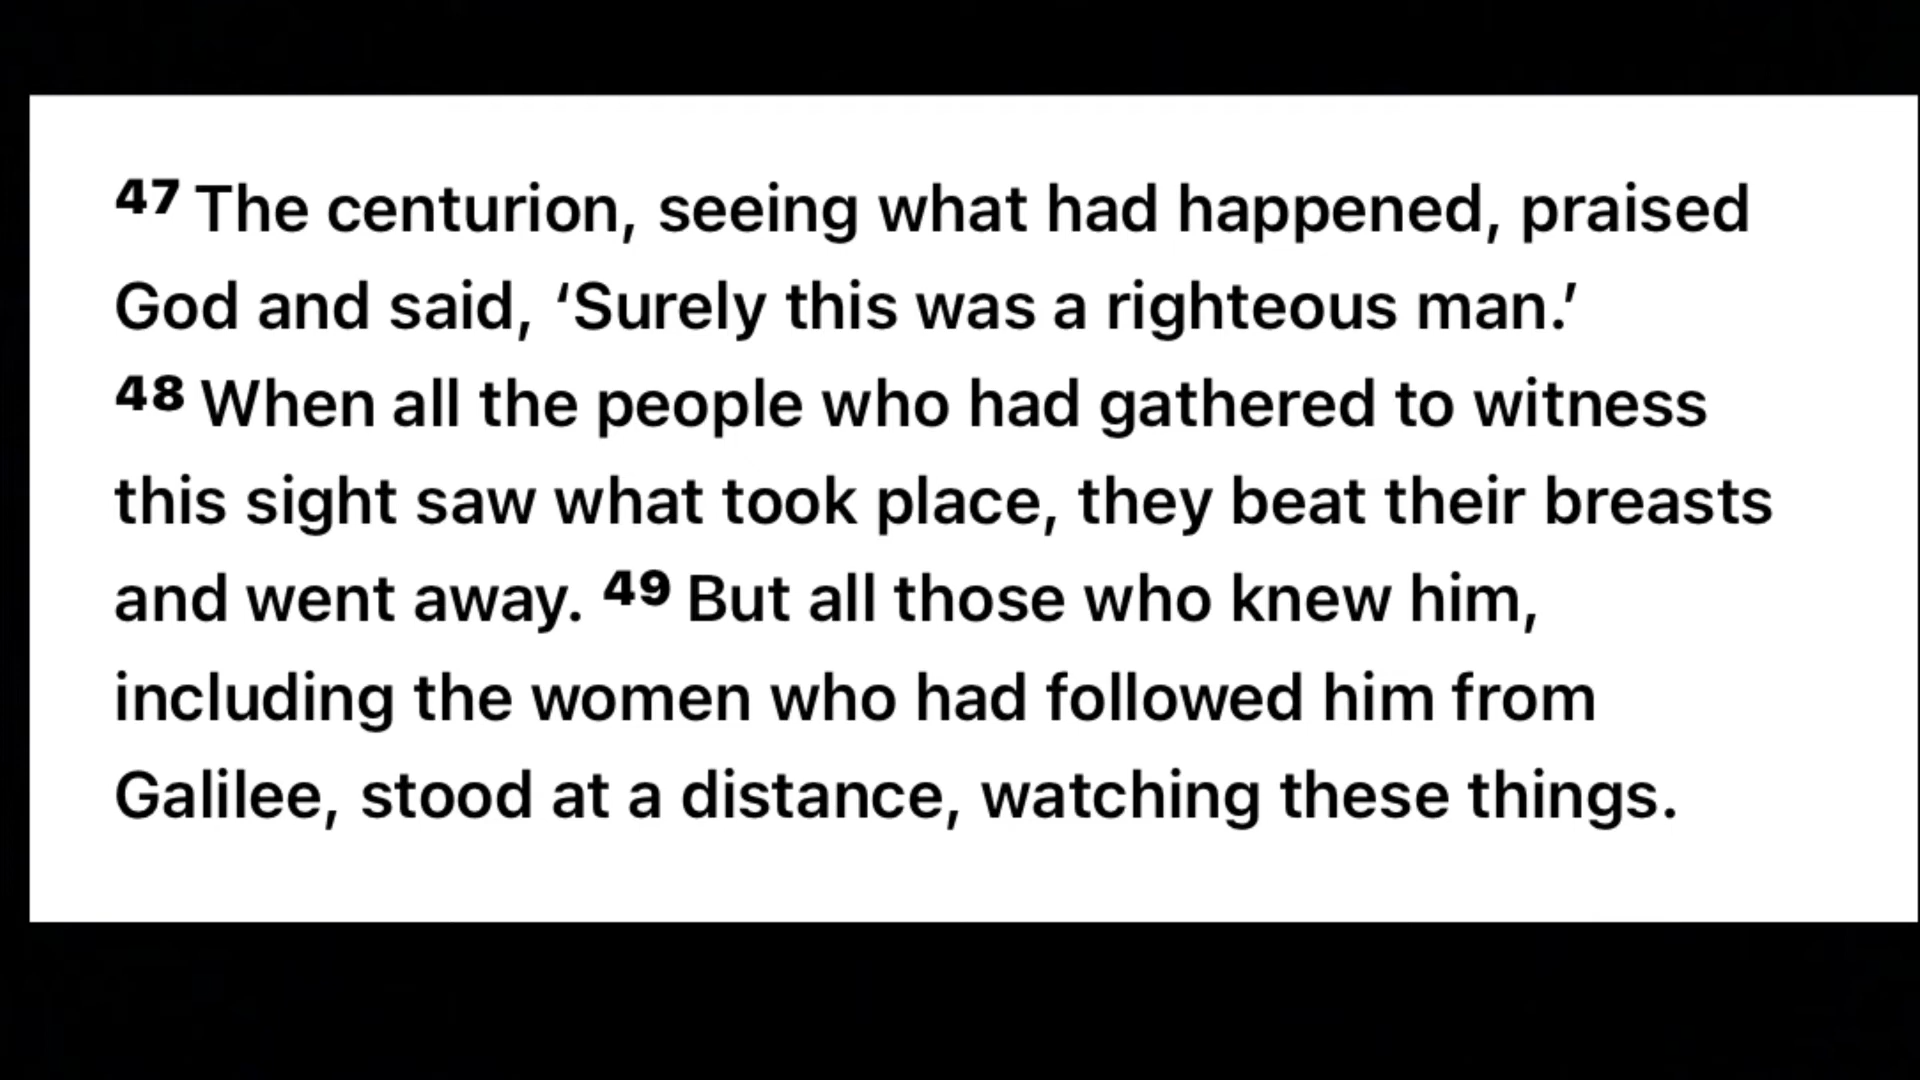 47 The centurion, seeing what had happened, praised
God and said, ‘Surely this was a righteous man.’
48 When all the people who had gathered to witness
this sight saw what took place, they beat their breasts
and went away. 49 But all those who knew him,
including the women who had followed him from
Galilee, stood at a distance, watching these things.